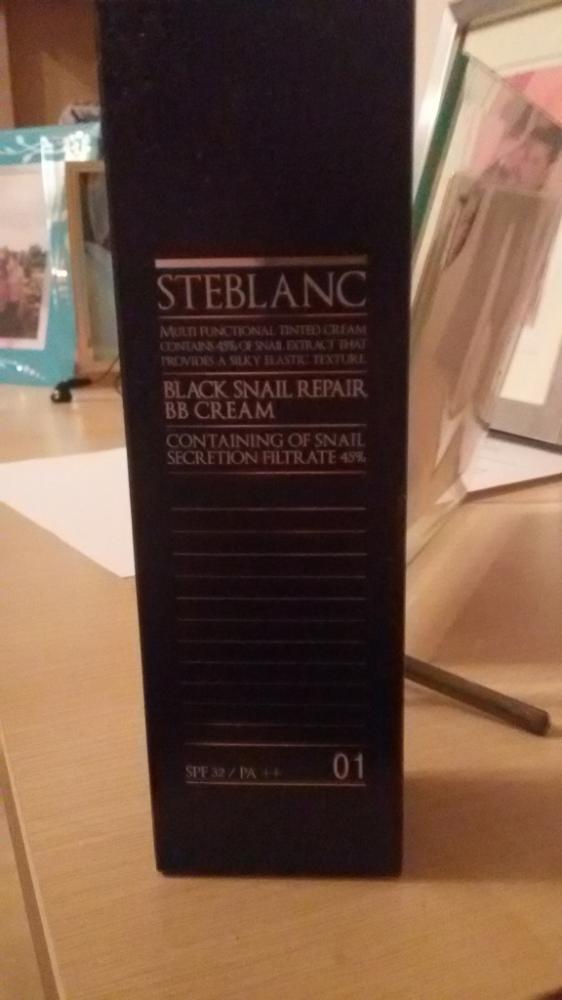 STEBLANC
MULTI FUNCTIONAL TINTED CREAM
CONTAINS 45% OF SNAIL EXTRACT THAT
PROVIDES A SILKY ELASTIC TEXTURE.
BLACK SNAIL REPAIR
BB CREAM
CONTAINING OF SNAIL
SECRETION FILTRATE 45%
SPF 32 / PA ++ 01